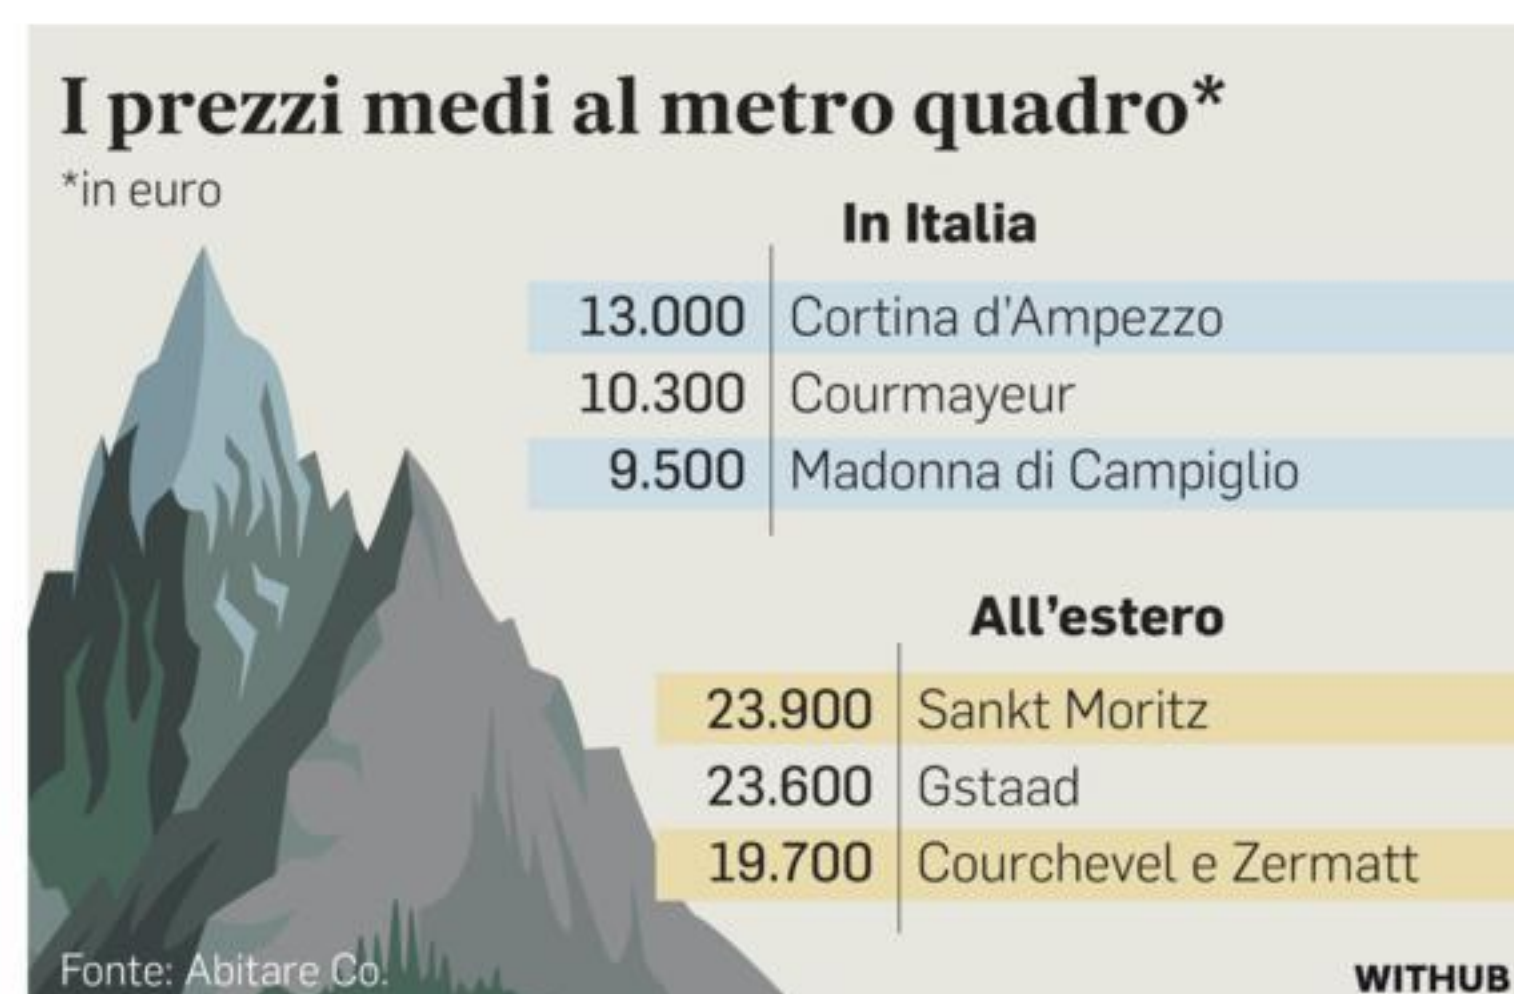 I prezzi medi al metro quadro*
*in euro
In Italia
13.000 Cortina d'Ampezzo
10.300 Courmayeur
9.500 Madonna di Campiglio
All’estero
23.900 Sankt Moritz
23.600 Gstaad
19.700 Courchevel e Zermatt
Fonte: Abitare Co.
WITHUB